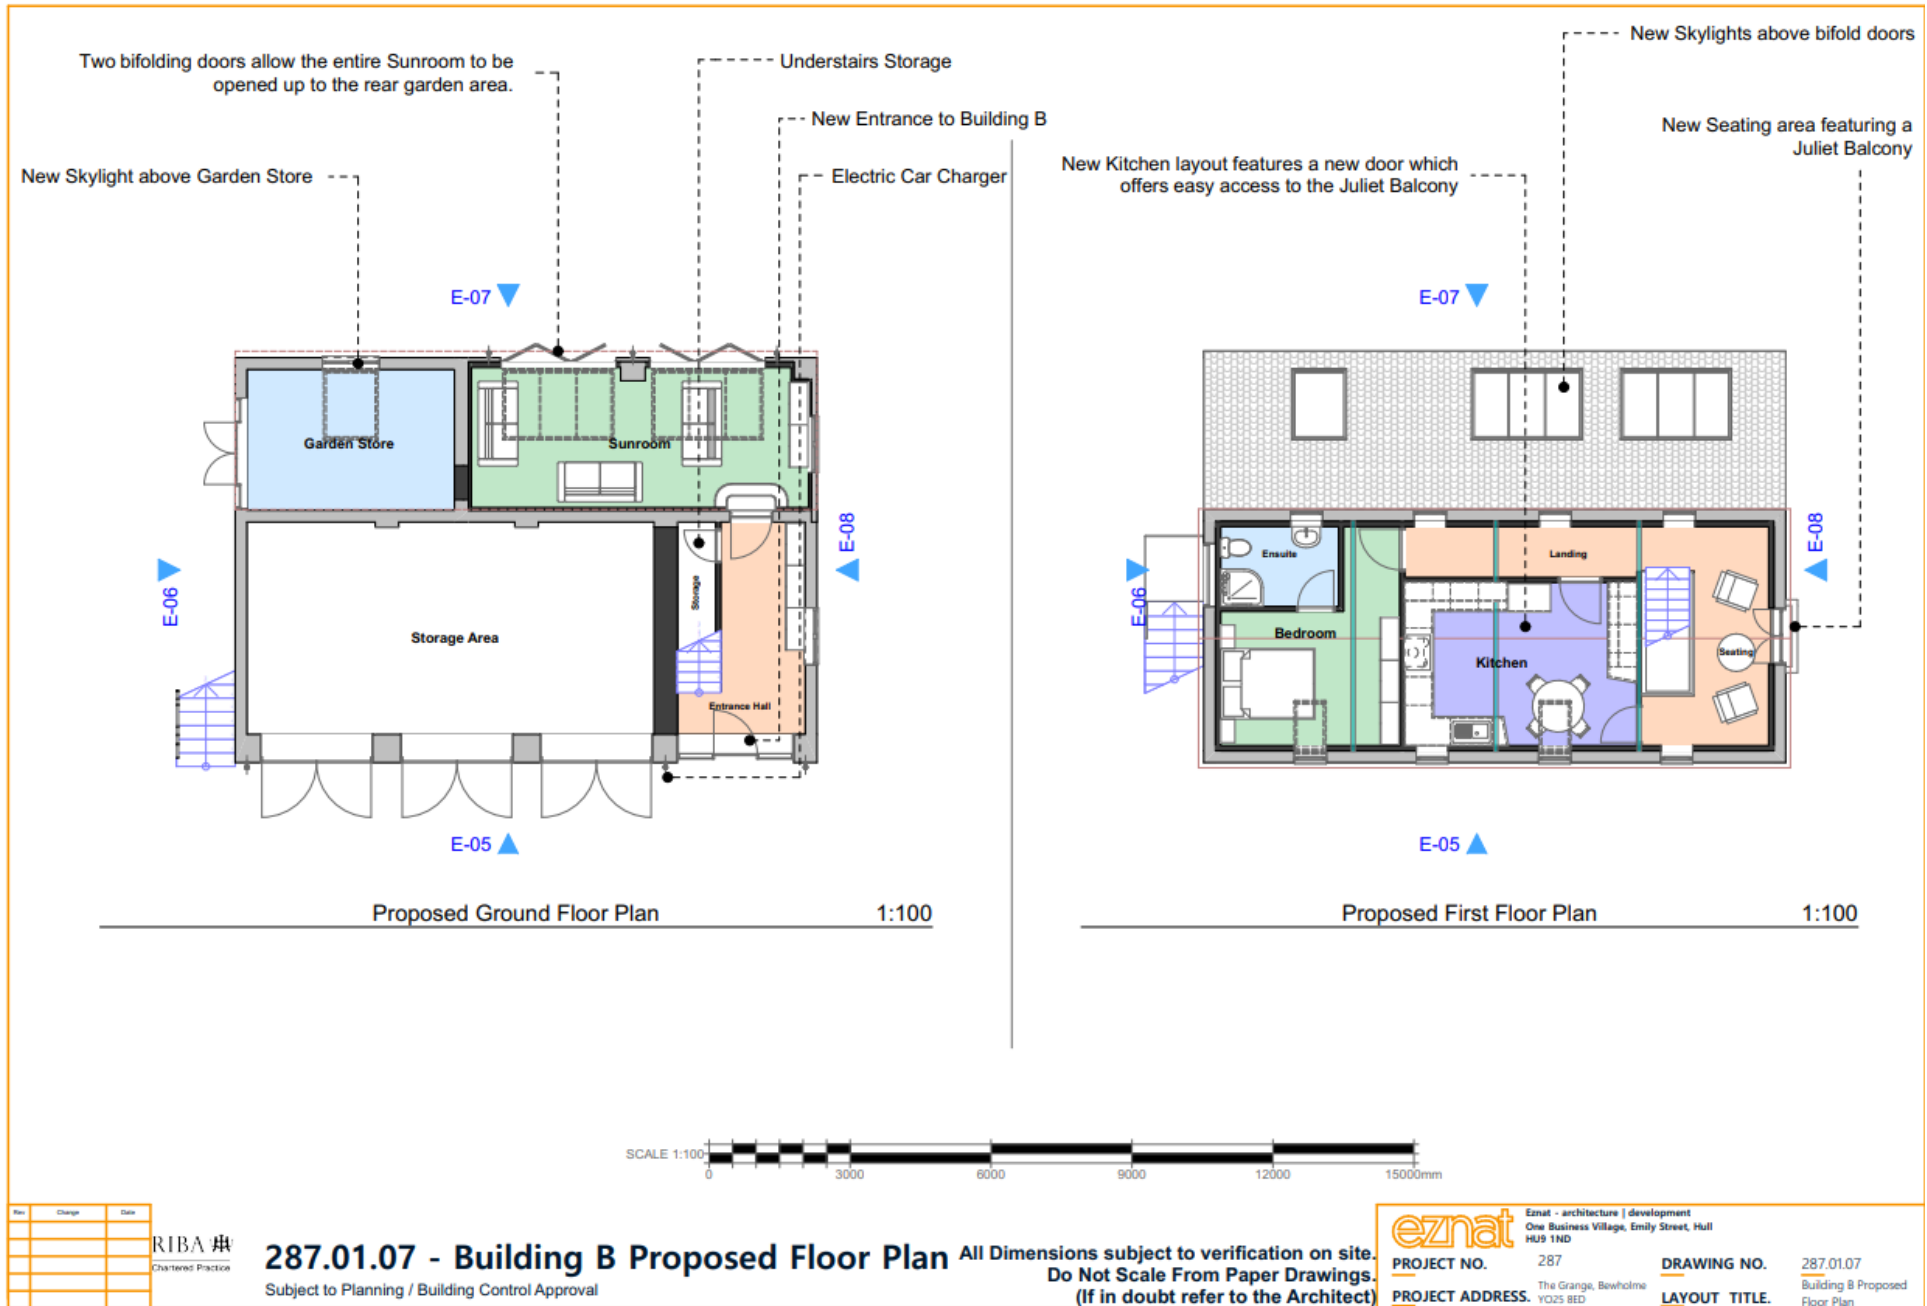 New Skylights above bifold doors
Two bifolding doors allow the entire Sunroom to be
opened up to the rear garden area.
Understairs Storage
New Entrance to Building B
New Seating area featuring a
Juliet Balcony
New Skylight above Garden Store
Electric Car Charger
New Kitchen layout features a new door which
offers easy access to the Juliet Balcony
E-07
E-07
Garden Store
Sunroom
E-08
E-06
Storage
Storage Area
Entrance Hall
E-05
E-08
E-06
Ensuite
Landing
Bedroom
Kitchen
Seating
E-05
Proposed Ground Floor Plan 1:100
Proposed First Floor Plan 1:100
SCALE 1:100
0 3000 6000 9000 12000 15000mm
Rev Change Date
RIBA
Chartered Practice
287.01.07 - Building B Proposed Floor Plan
Subject to Planning / Building Control Approval
All Dimensions subject to verification on site.
Do Not Scale From Paper Drawings.
(If in doubt refer to the Architect)
eznat
Eznat - architecture | development
One Business Village, Emily Street, Hull
HU9 1ND
PROJECT NO. 287
DRAWING NO. 287.01.07
PROJECT ADDRESS. The Grange, Bewholme
YO25 8ED
LAYOUT TITLE. Building B Proposed
Floor Plan